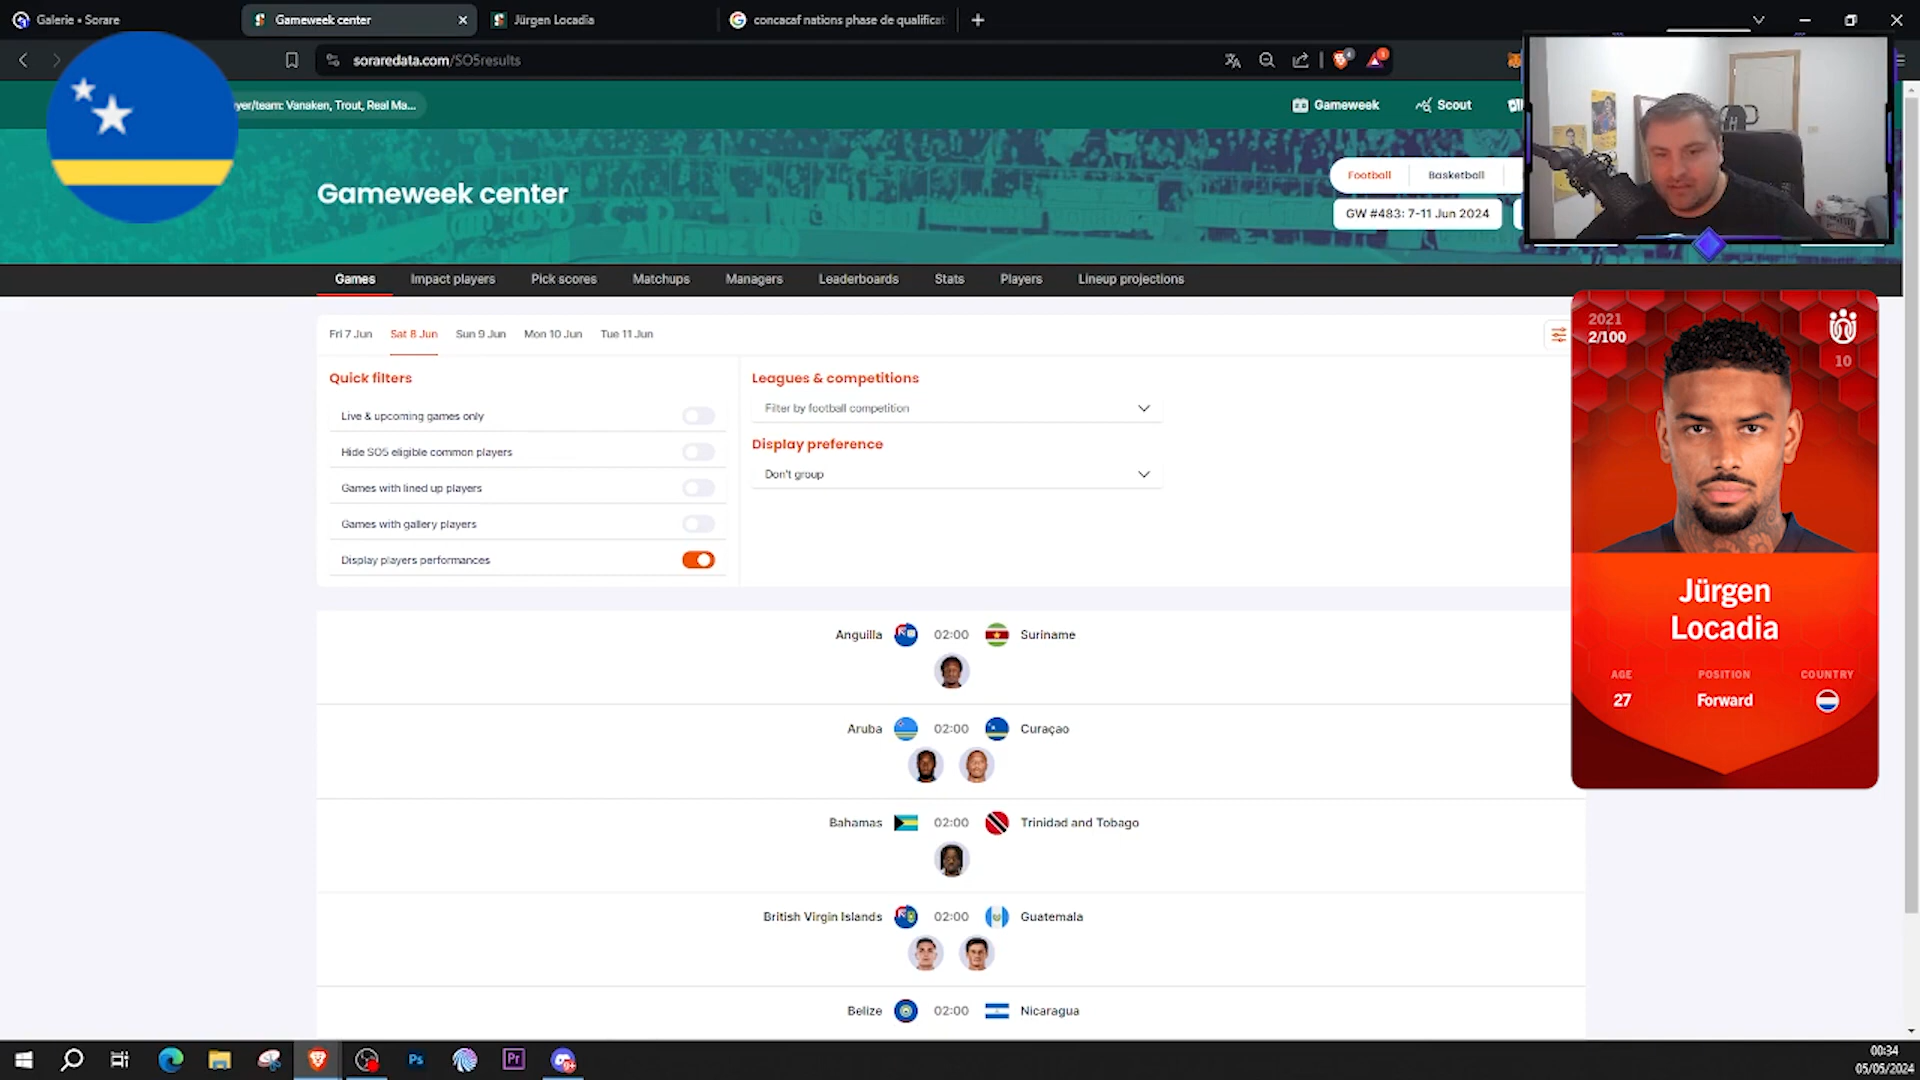 Galerie • Sorare
Gameweek center
Jürgen Locadia
concacaf nations phase de qualificat
soraredata.com/SO5results
yer/team: Vanaken, Trout, Real Ma...
Gameweek
Scout
Gameweek center
Football
Basketball
GW #483: 7-11 Jun 2024
Games
Impact players
Pick scores
Matchups
Managers
Leaderboards
Stats
Players
Lineup projections
Fri 7 Jun
Sat 8 Jun
Sun 9 Jun
Mon 10 Jun
Tue 11 Jun
Quick filters
Live & upcoming games only
Hide SO5 eligible common players
Games with lined up players
Games with gallery players
Display players performances
Leagues & competitions
Filter by football competition
Display preference
Don't group
Anguilla 02:00 Suriname
Aruba 02:00 Curaçao
Bahamas 02:00 Trinidad and Tobago
British Virgin Islands 02:00 Guatemala
Belize 02:00 Nicaragua
2021
2/100
10
Jürgen
Locadia
AGE
POSITION
COUNTRY
27
Forward
Ps
Pr
00:34
05/05/2024